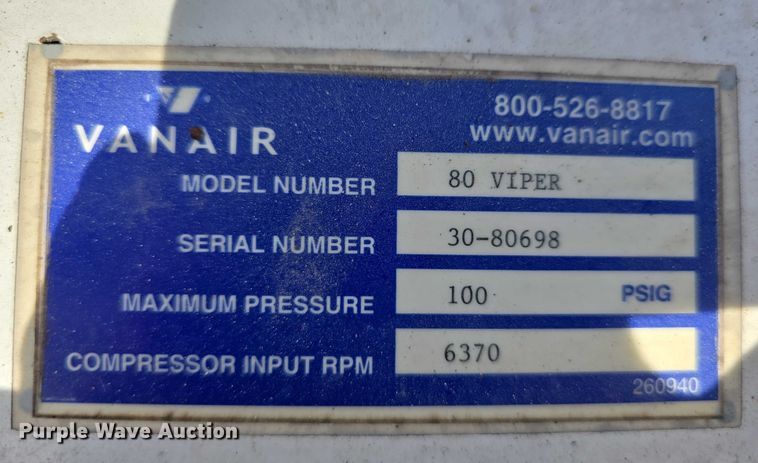 800-526-8817
VANAIR
www.vanair.com
MODEL NUMBER 80 VIPER
SERIAL NUMBER 30-80698
MAXIMUM PRESSURE 100 PSIG
COMPRESSOR INPUT RPM 6370
260940
Purple Wave Auction